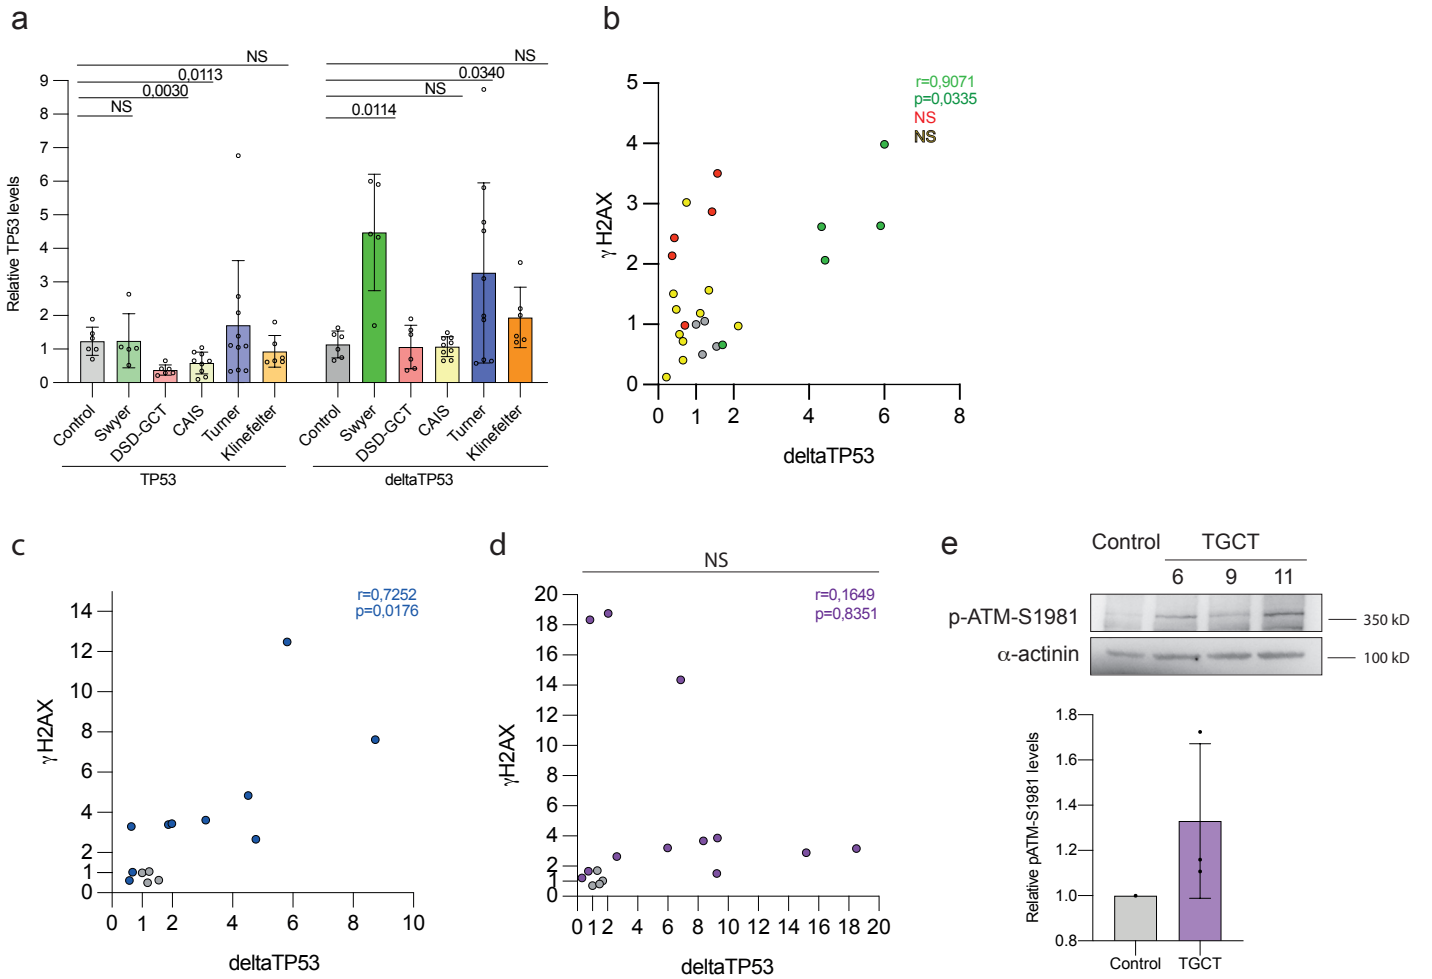 a
NS
0,0113
0,0030
NS
NS
0.0340
NS
0.0114
Relative TP53 levels
9
8
7
6
5
4
3
2
1
0
Control
Swyer
DSD-GCT
CAIS
Turner
Klinefelter
Control
Swyer
DSD-GCT
CAIS
Turner
Klinefelter
TP53
deltaTP53
b
r=0,9071
p=0,0335
NS
NS
γ H2AX
5
4
3
2
1
0
0 1 2 4 6 8
deltaTP53
c
r=0,7252
p=0,0176
γ H2AX
14
12
10
8
6
4
2
1
0
0 1 2 4 6 8 10
deltaTP53
d
NS
r=0,1649
p=0,8351
γH2AX
20
18
16
14
12
10
8
6
4
2
1
0
0 1 2 4 6 8 10 12 14 16 18 20
deltaTP53
e
Control TGCT
6 9 11
p-ATM-S1981
350 kD
α-actinin
100 kD
Relative pATM-S1981 levels
1.8
1.6
1.4
1.2
1.0
0.8
Control TGCT